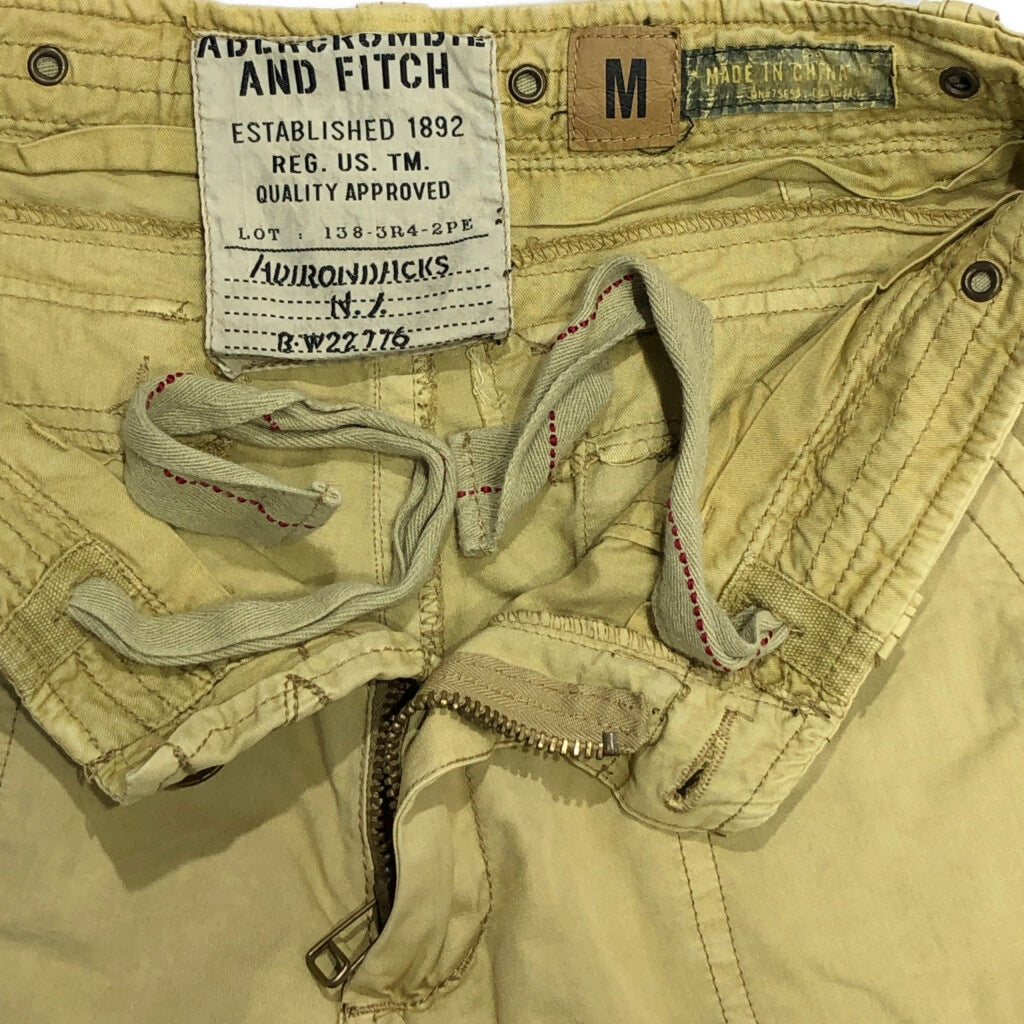 ABERCROMBIE
AND FITCH
ESTABLISHED 1892
REG. US. TM.
QUALITY APPROVED
LOT : 138-3R4-2PE
ADIRONDACKS
N.Y.
B·W22776
M
MADE IN CHINA